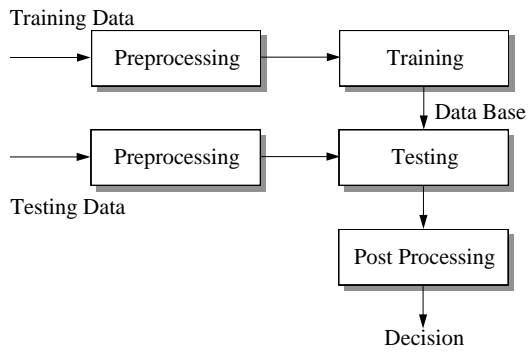 Training Data
Preprocessing
Training
Data Base
Preprocessing
Testing
Testing Data
Post Processing
Decision